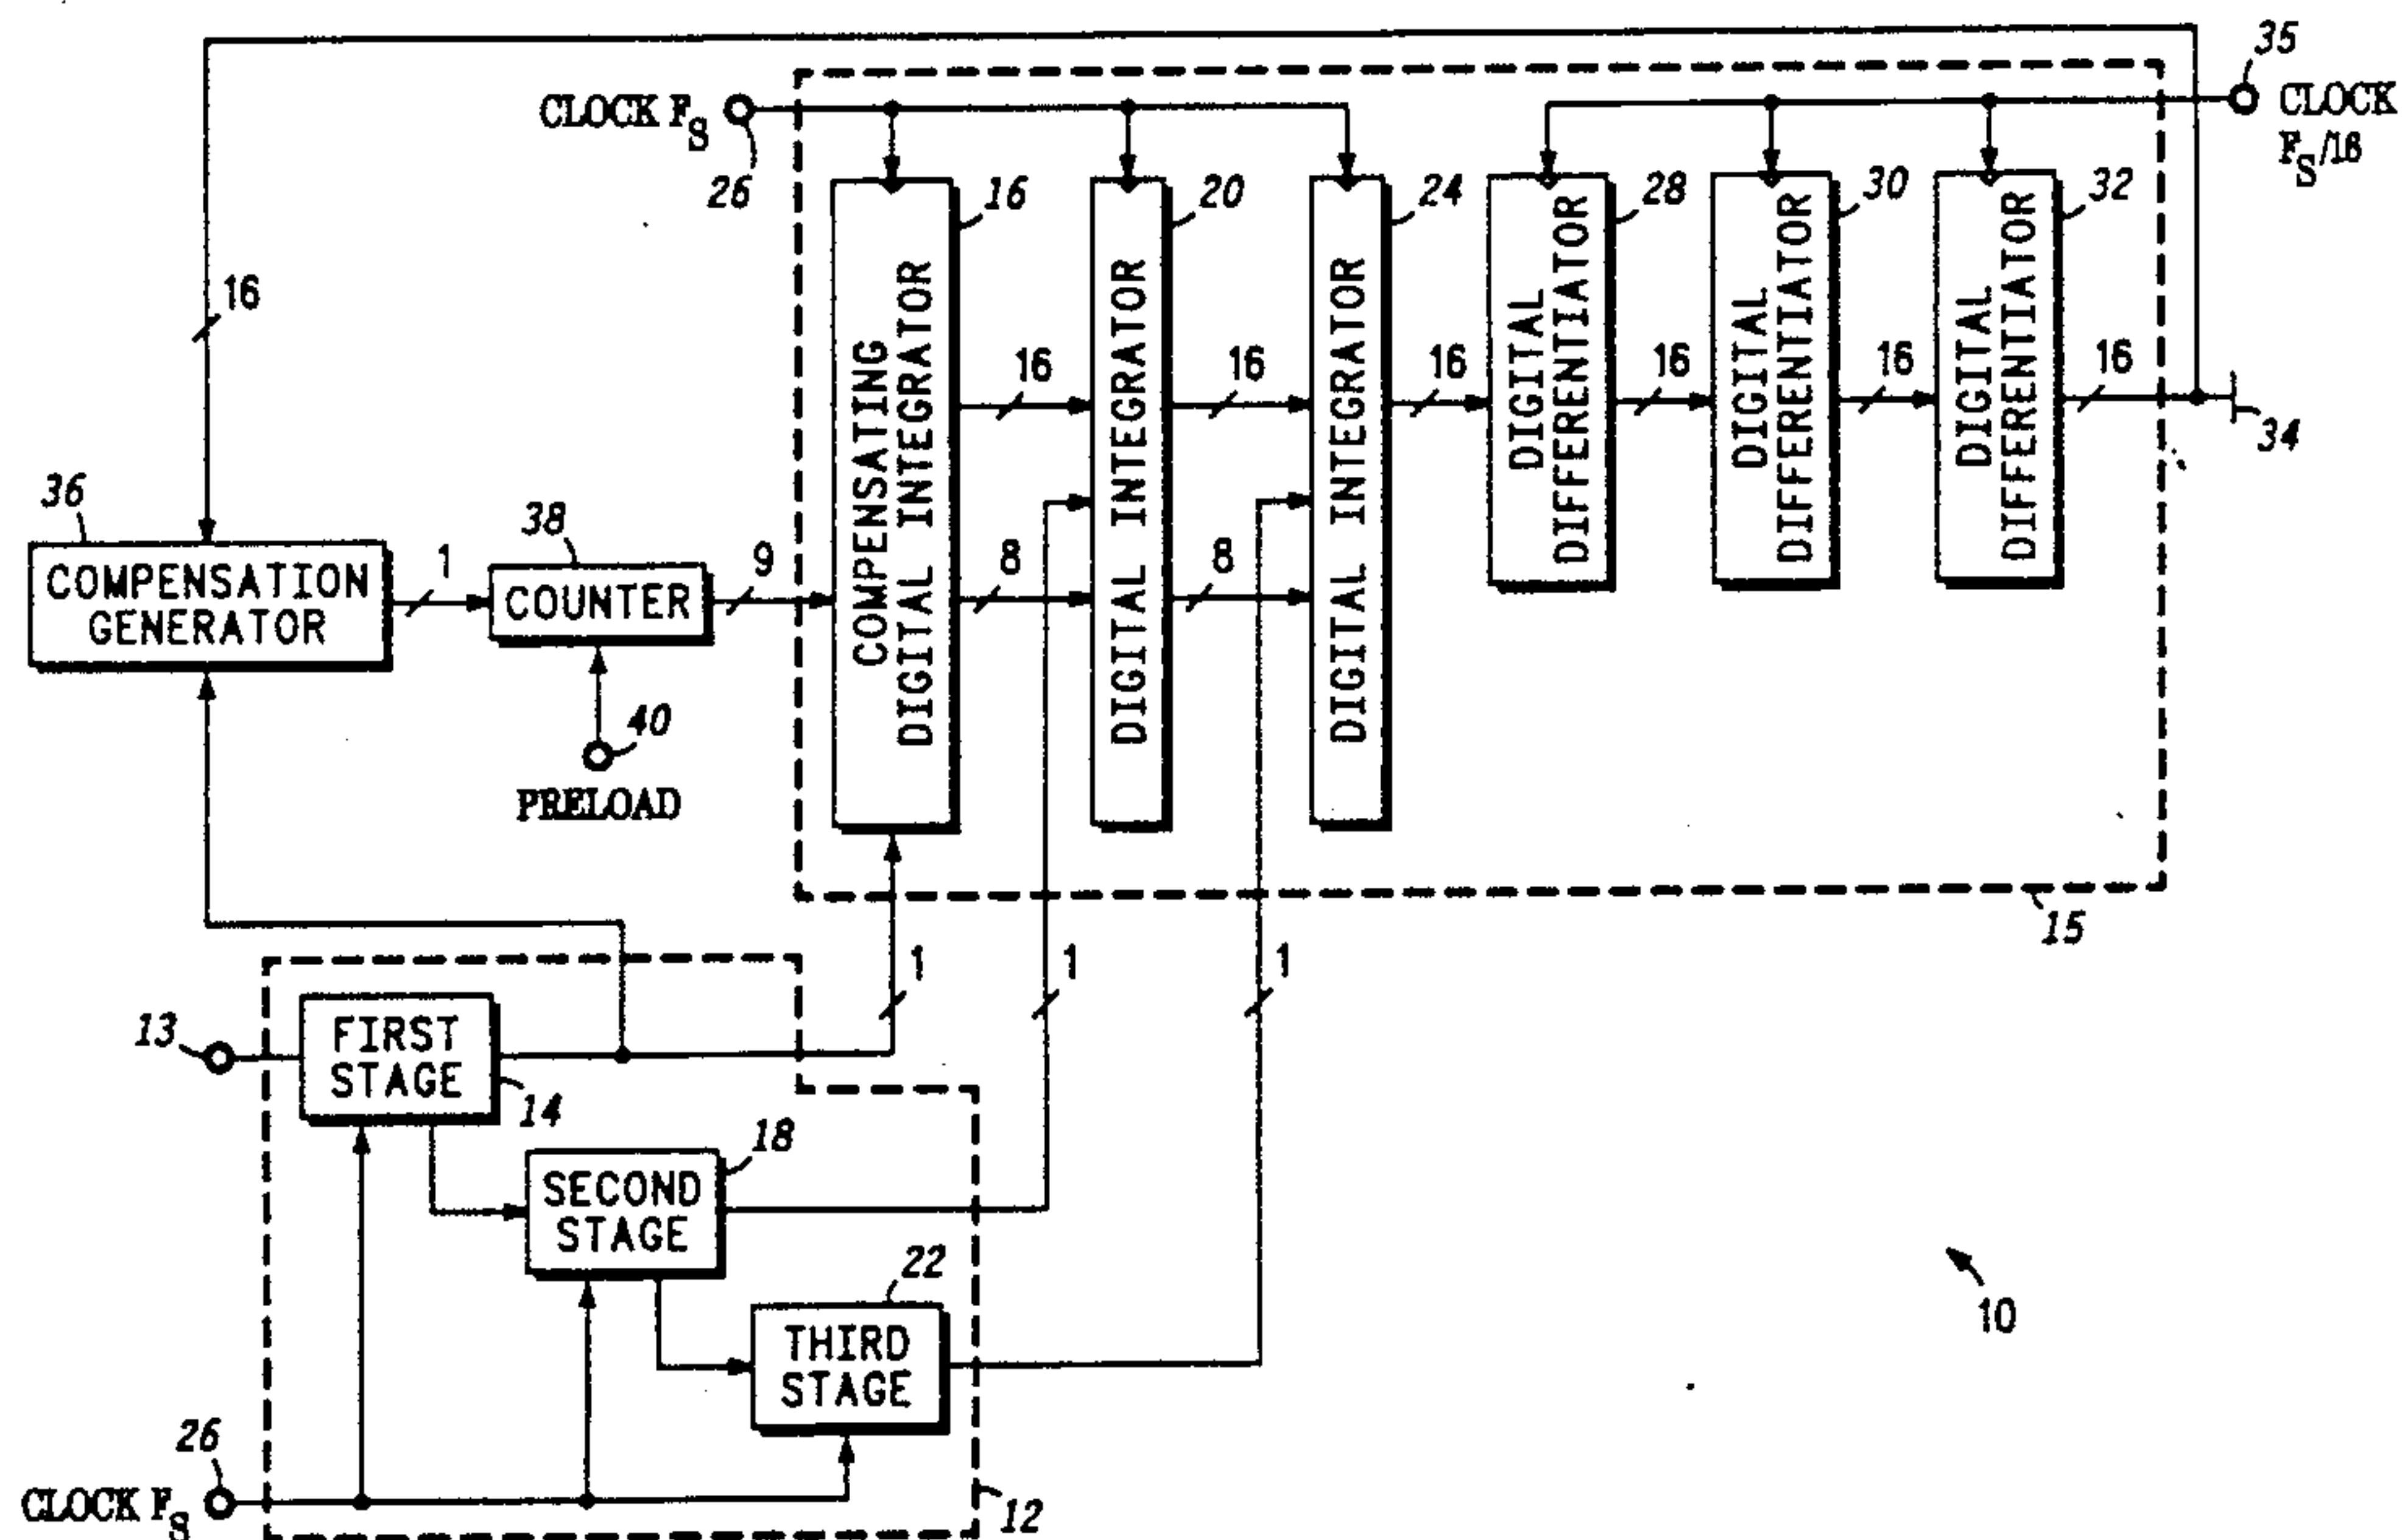 35
CLOCK FS
CLOCK
FS/16
26
16
20
24
28
30
32
16
COMPENSATING
DIGITAL INTEGRATOR
DIGITAL INTEGRATOR
DIGITAL INTEGRATOR
DIGITAL
DIFFERENTIATOR
DIGITAL
DIFFERENTIATOR
DIGITAL
DIFFERENTIATOR
16
16
16
16
16
16
34
36
38
COMPENSATION
GENERATOR
1
COUNTER
9
8
8
40
PRELOAD
15
1
1
1
13
FIRST
STAGE
14
18
SECOND
STAGE
22
THIRD
STAGE
10
26
CLOCK FS
12